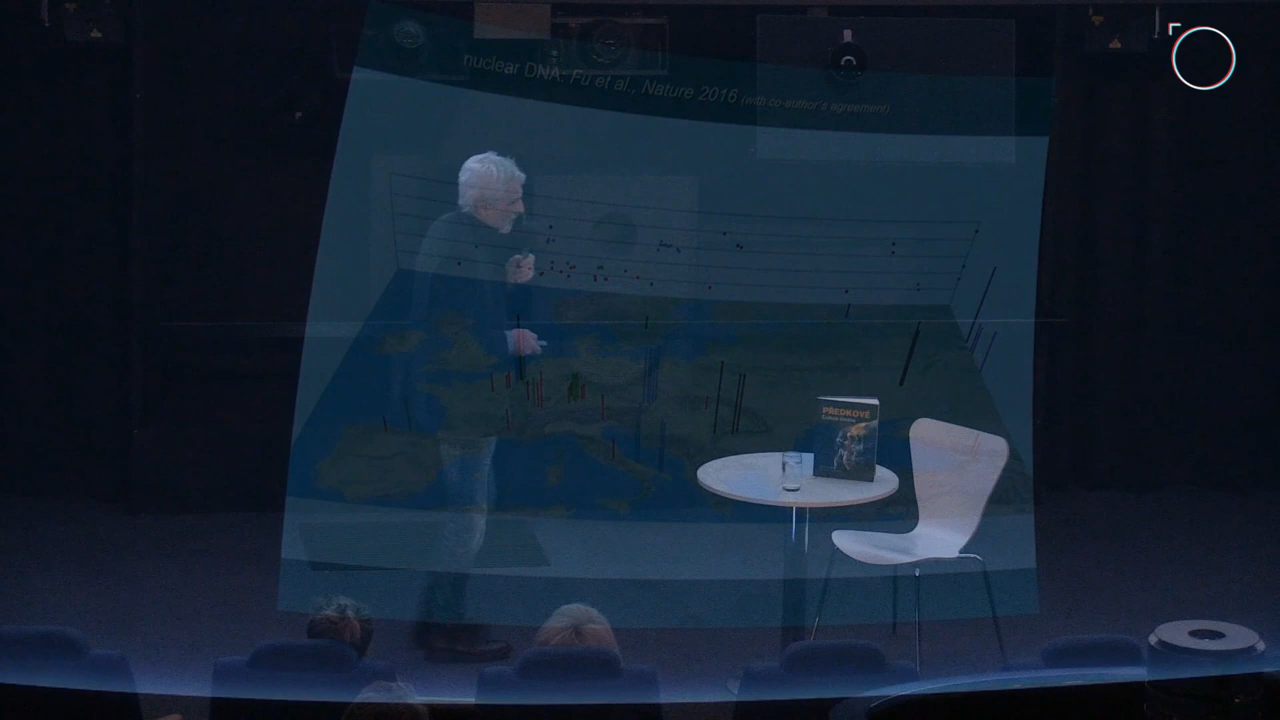 nuclear DNA: Fu et al., Nature 2016 (with co-author's agreement)
PŘEDKOVÉ